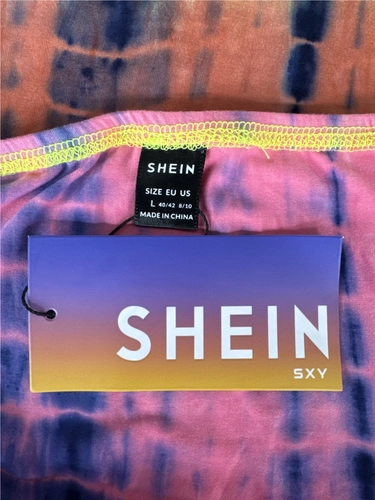 SHEIN
SIZE EU US
L 40/42 8/10
MADE IN CHINA
SHEIN
SXY